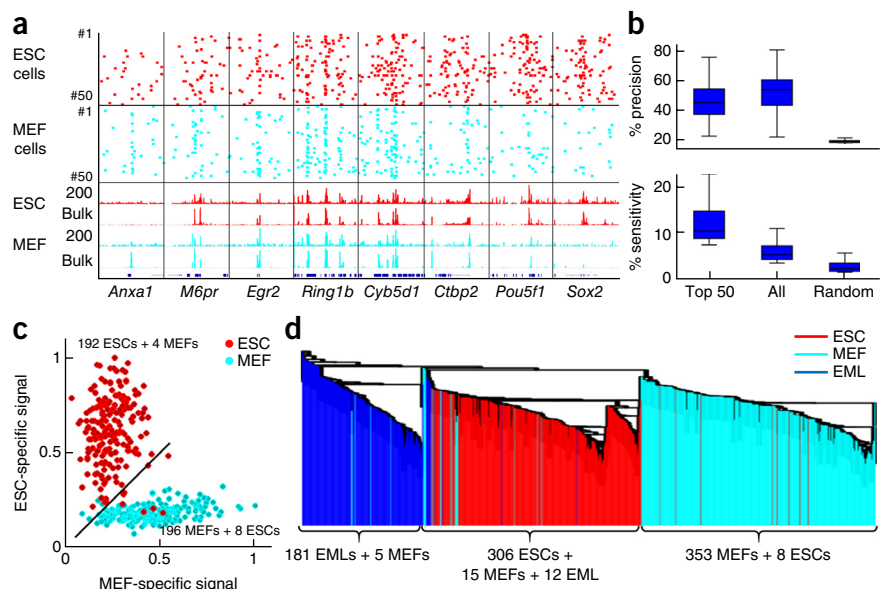 a
ESC
cells
#1
#50
MEF
cells
#1
#50
ESC
200
Bulk
MEF
200
Bulk
Anxa1 M6pr Egr2 Ring1b Cyb5d1 Ctbp2 Pou5f1 Sox2
b
% precision
80
60
40
20
% sensitivity
20
10
0
Top 50 All Random
c
192 ESCs + 4 MEFs
ESC
MEF
ESC-specific signal
1
0.5
0
196 MEFs + 8 ESCs
0 0.5 1
MEF-specific signal
d
ESC
MEF
EML
181 EMLs + 5 MEFs
306 ESCs +
15 MEFs + 12 EML
353 MEFs + 8 ESCs